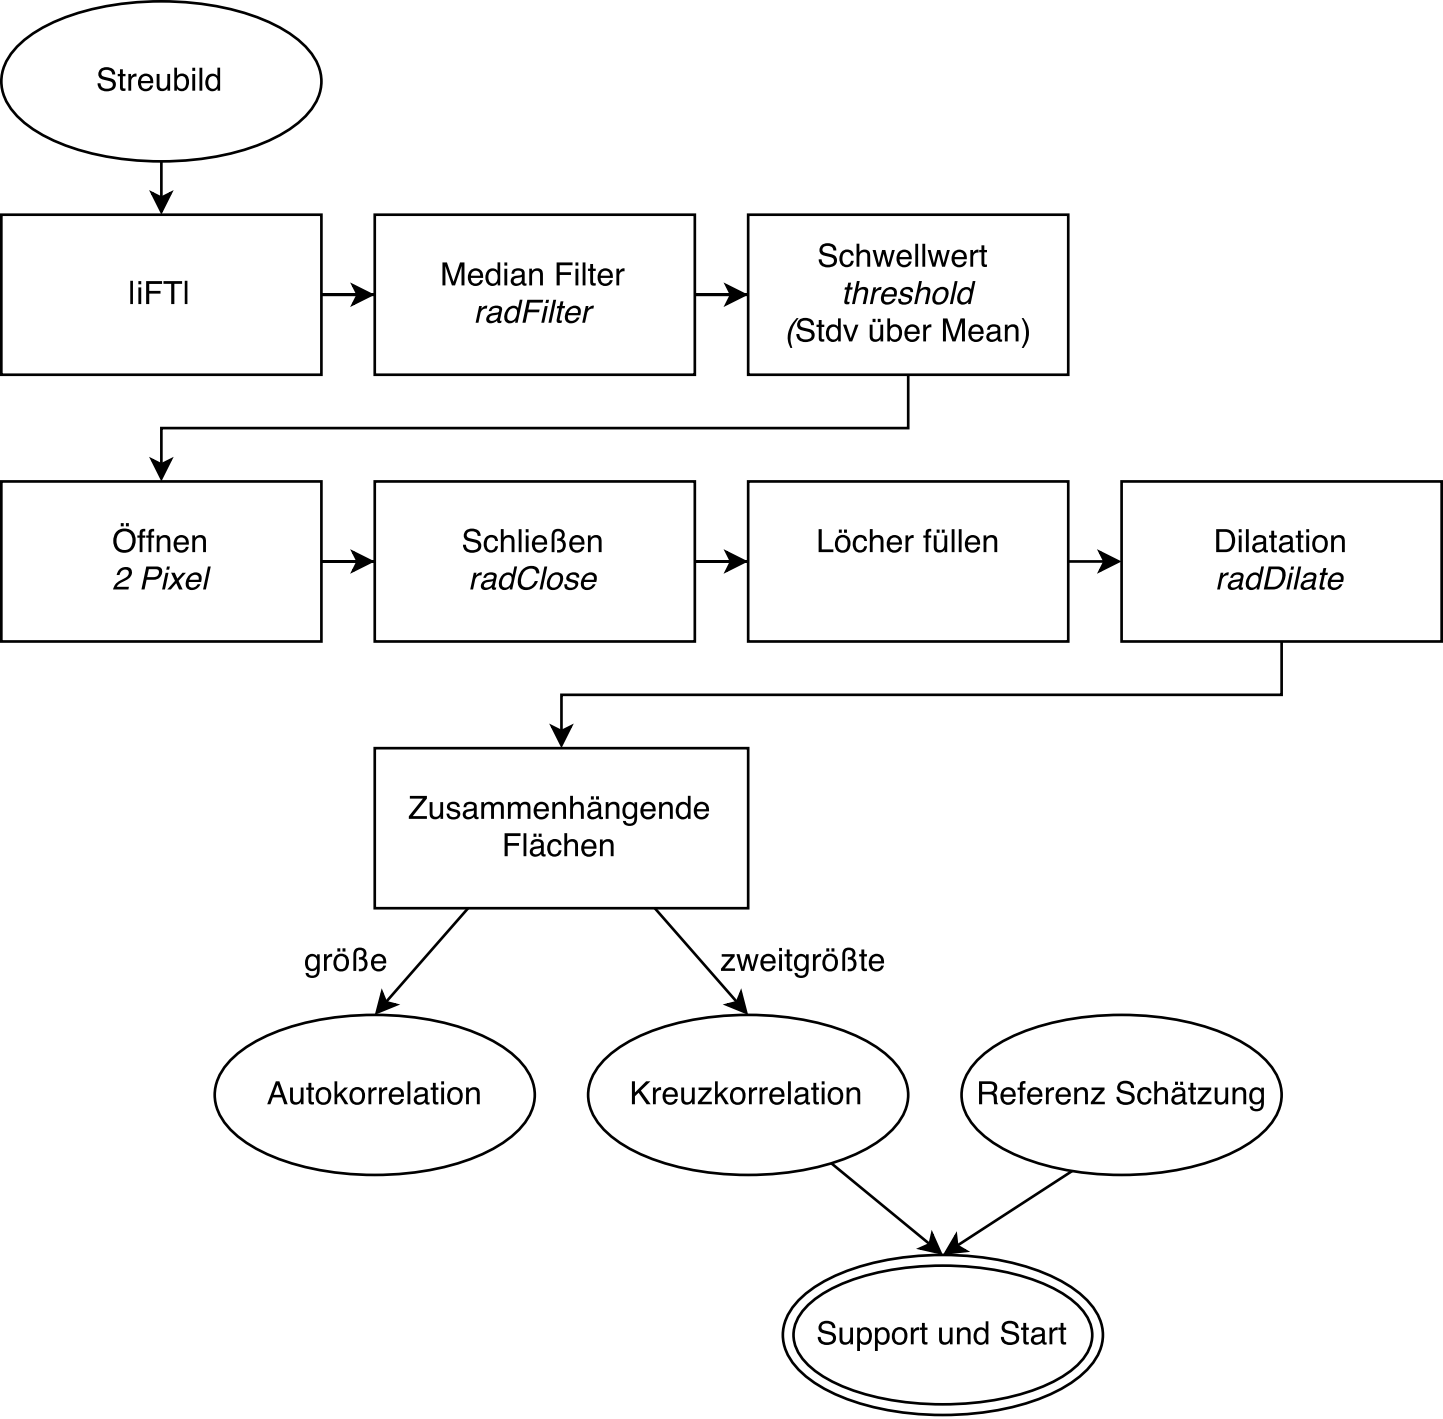 Streubild
|iFT|
Median Filter
radFilter
Schwellwert
threshold
(Stdv über Mean)
Öffnen
2 Pixel
Schließen
radClose
Löcher füllen
Dilatation
radDilate
Zusammenhängende
Flächen
größe
zweitgrößte
Autokorrelation
Kreuzkorrelation
Referenz Schätzung
Support und Start